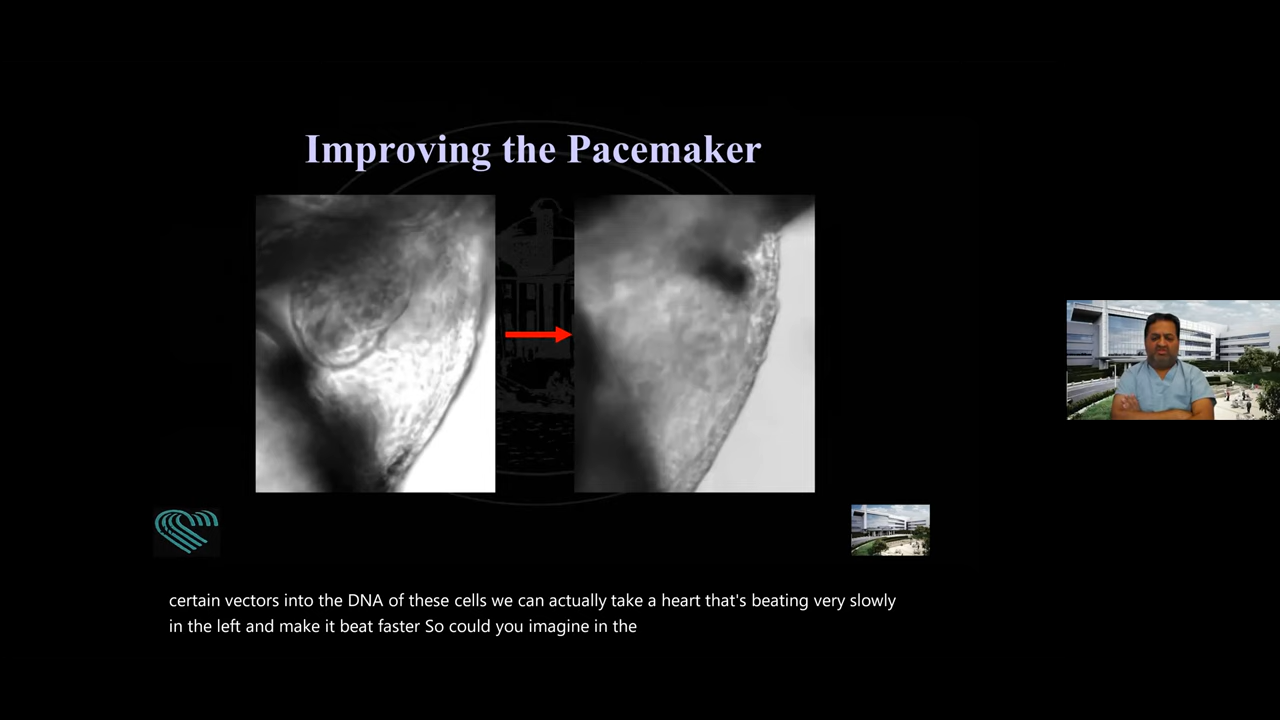 Improving the Pacemaker
certain vectors into the DNA of these cells we can actually take a heart that's beating very slowly
in the left and make it beat faster So could you imagine in the